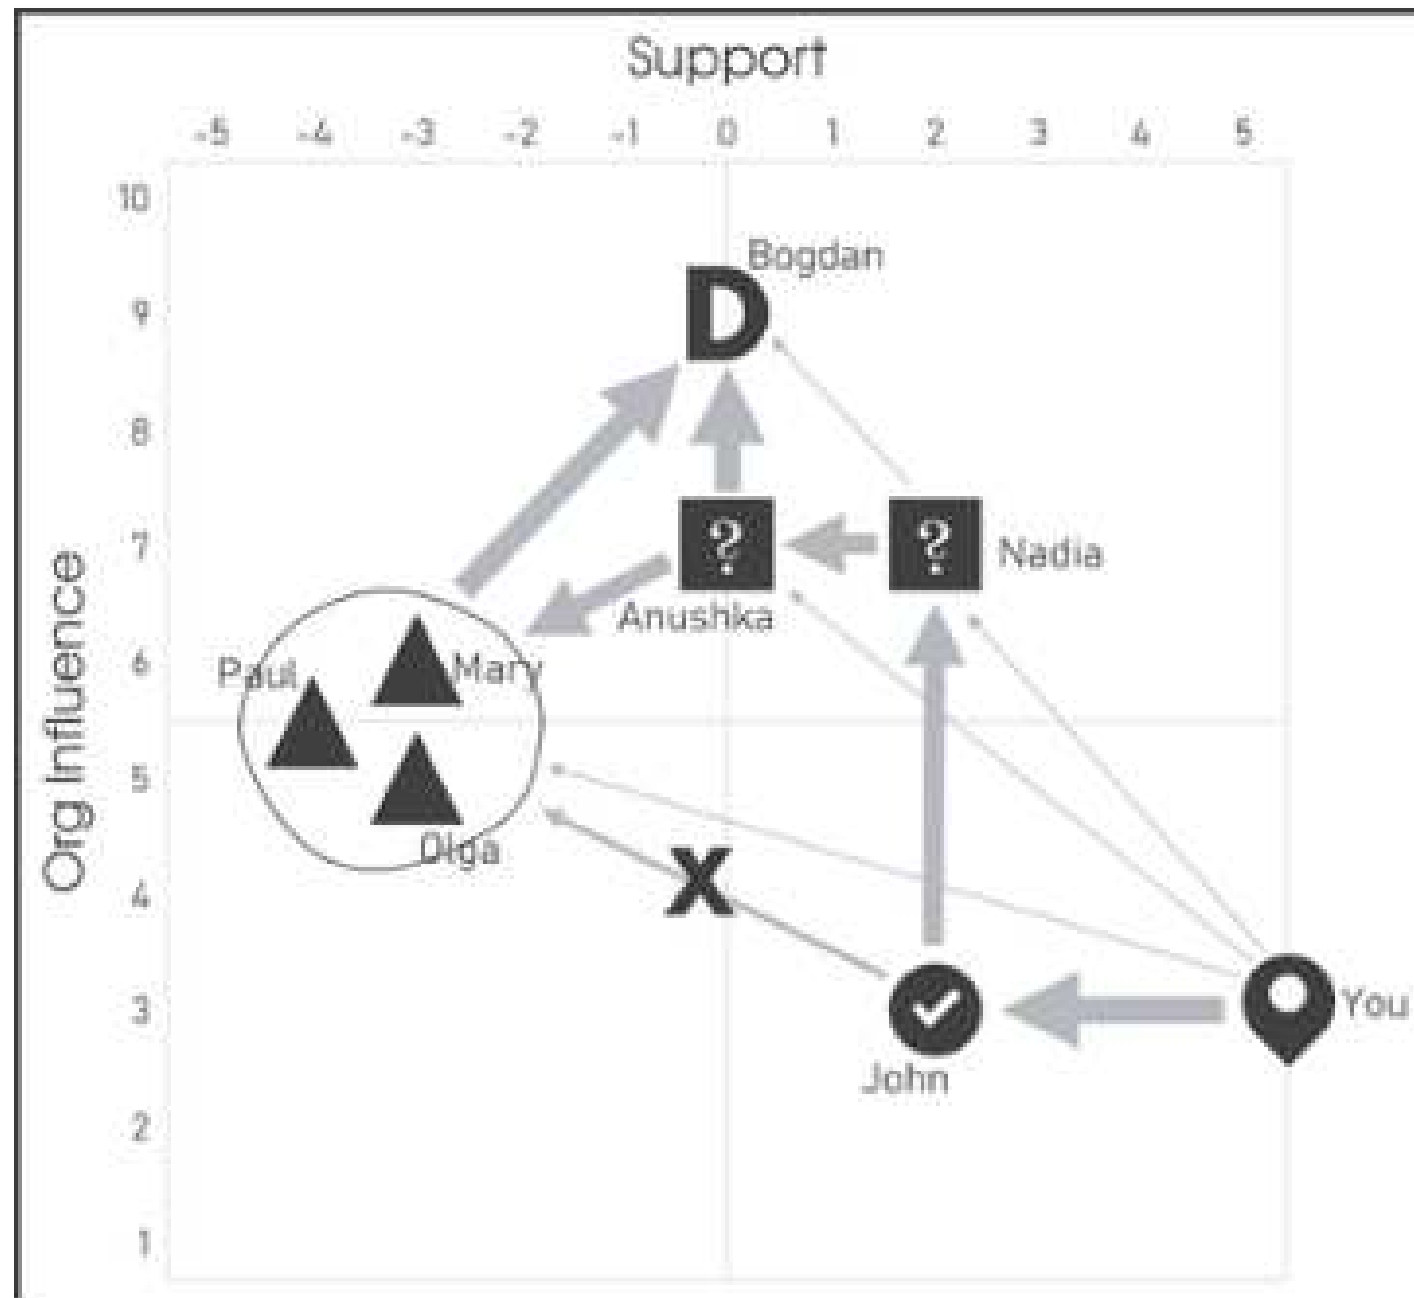 Support
-5 -4 -3 -2 -1 0 1 2 3 4 5
10
Bogdan
D
9
8
7
? ? Nadia
Anushka
6
Paul Mary
Org Influence
5
Olga
X
4
3
You
John
2
1